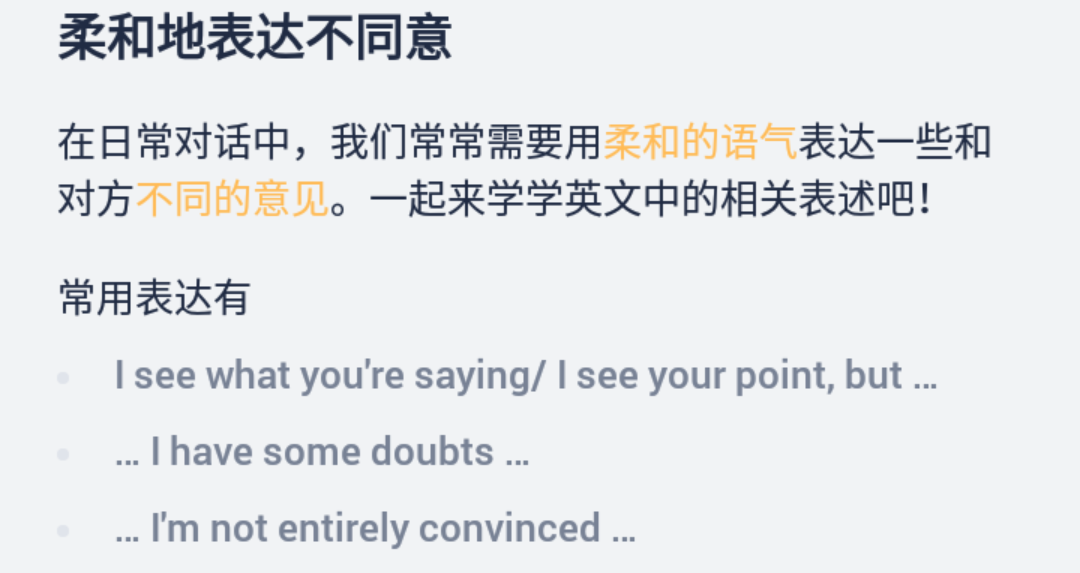 柔和地表达不同意
在日常对话中，我们常常需要用柔和的语气表达一些和
对方不同的意见。一起来学学英文中的相关表述吧！
常用表达有
I see what you're saying/ I see your point, but ...
... I have some doubts ...
... I'm not entirely convinced ...